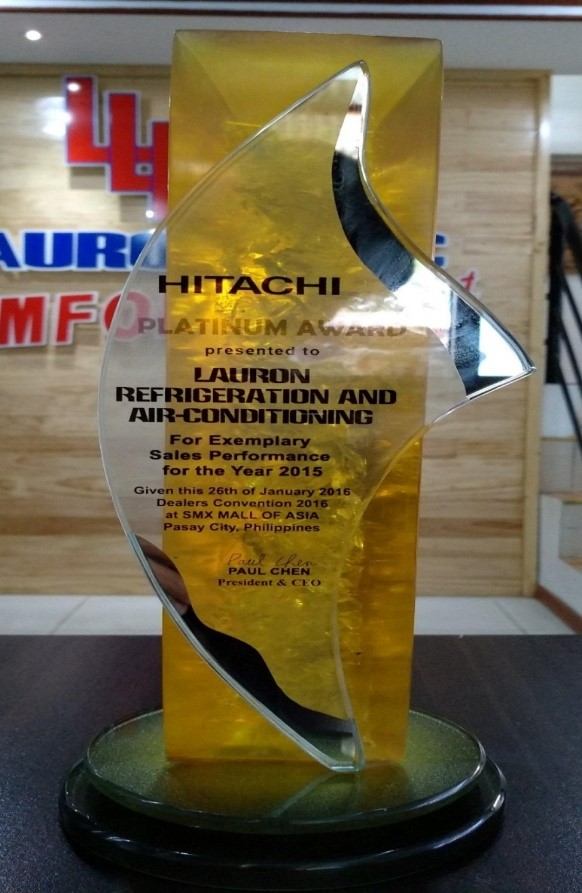 HITACHI
PLATINUM AWARD
presented to
LAURON
REFRIGERATION AND
AIR-CONDITIONING
For Exemplary
Sales Performance
for the Year 2015
Given this 26th of January 2016
Dealers Convention 2016
at SMX MALL OF ASIA
Pasay City, Philippines
Paul Chen
PAUL CHEN
President & CEO